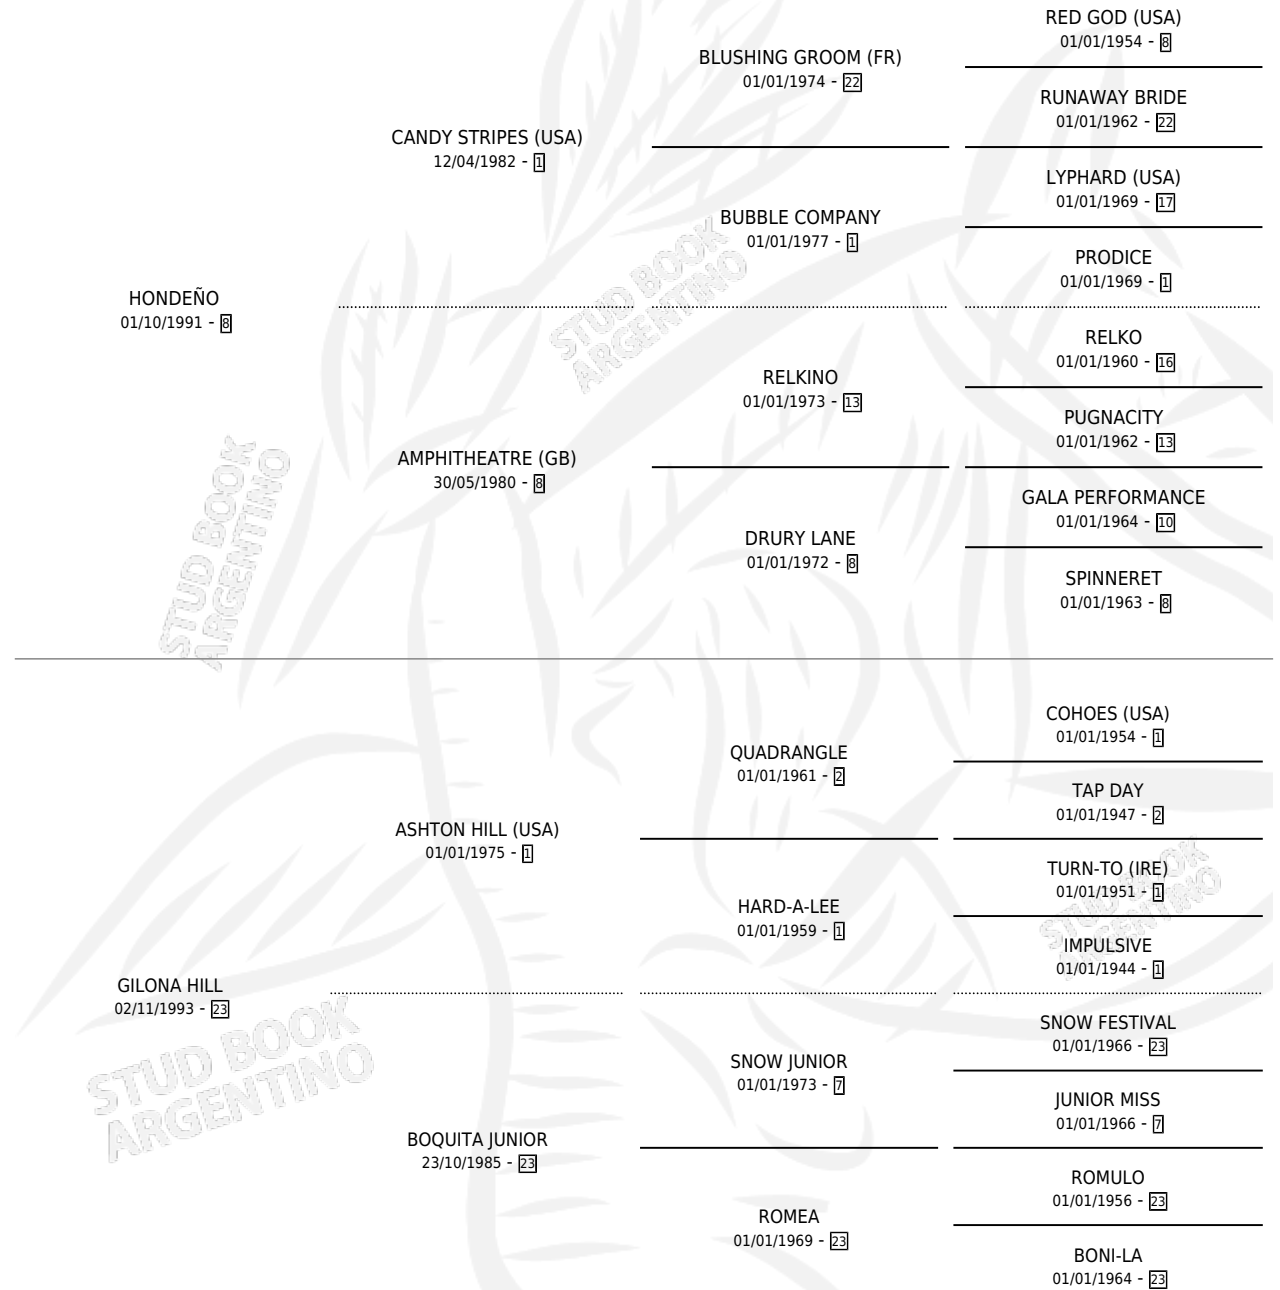 RED GOD (USA)
01/01/1954 - 8
BLUSHING GROOM (FR)
01/01/1974 - 22
RUNAWAY BRIDE
01/01/1962 - 22
CANDY STRIPES (USA)
12/04/1982 - 1
LYPHARD (USA)
01/01/1969 - 17
BUBBLE COMPANY
01/01/1977 - 1
PRODICE
01/01/1969 - 1
HONDEÑO
01/10/1991 - 8
RELKO
01/01/1960 - 16
RELKINO
01/01/1973 - 13
PUGNACITY
01/01/1962 - 13
AMPHITHEATRE (GB)
30/05/1980 - 8
GALA PERFORMANCE
01/01/1964 - 10
DRURY LANE
01/01/1972 - 8
SPINNERET
01/01/1963 - 8
STUD BOOK
ARGENTINO
STUD BOOK
ARGENTINO
COHOES (USA)
01/01/1954 - 1
QUADRANGLE
01/01/1961 - 2
TAP DAY
01/01/1947 - 2
ASHTON HILL (USA)
01/01/1975 - 1
TURN-TO (IRE)
01/01/1951 - 1
HARD-A-LEE
01/01/1959 - 1
IMPULSIVE
01/01/1944 - 1
GILONA HILL
02/11/1993 - 23
SNOW FESTIVAL
01/01/1966 - 23
SNOW JUNIOR
01/01/1973 - 7
JUNIOR MISS
01/01/1966 - 7
BOQUITA JUNIOR
23/10/1985 - 23
ROMULO
01/01/1956 - 23
ROMEA
01/01/1969 - 23
BONI-LA
01/01/1964 - 23
STUD BOOK
ARGENTINO
STUD BOOK
ARGENTINO